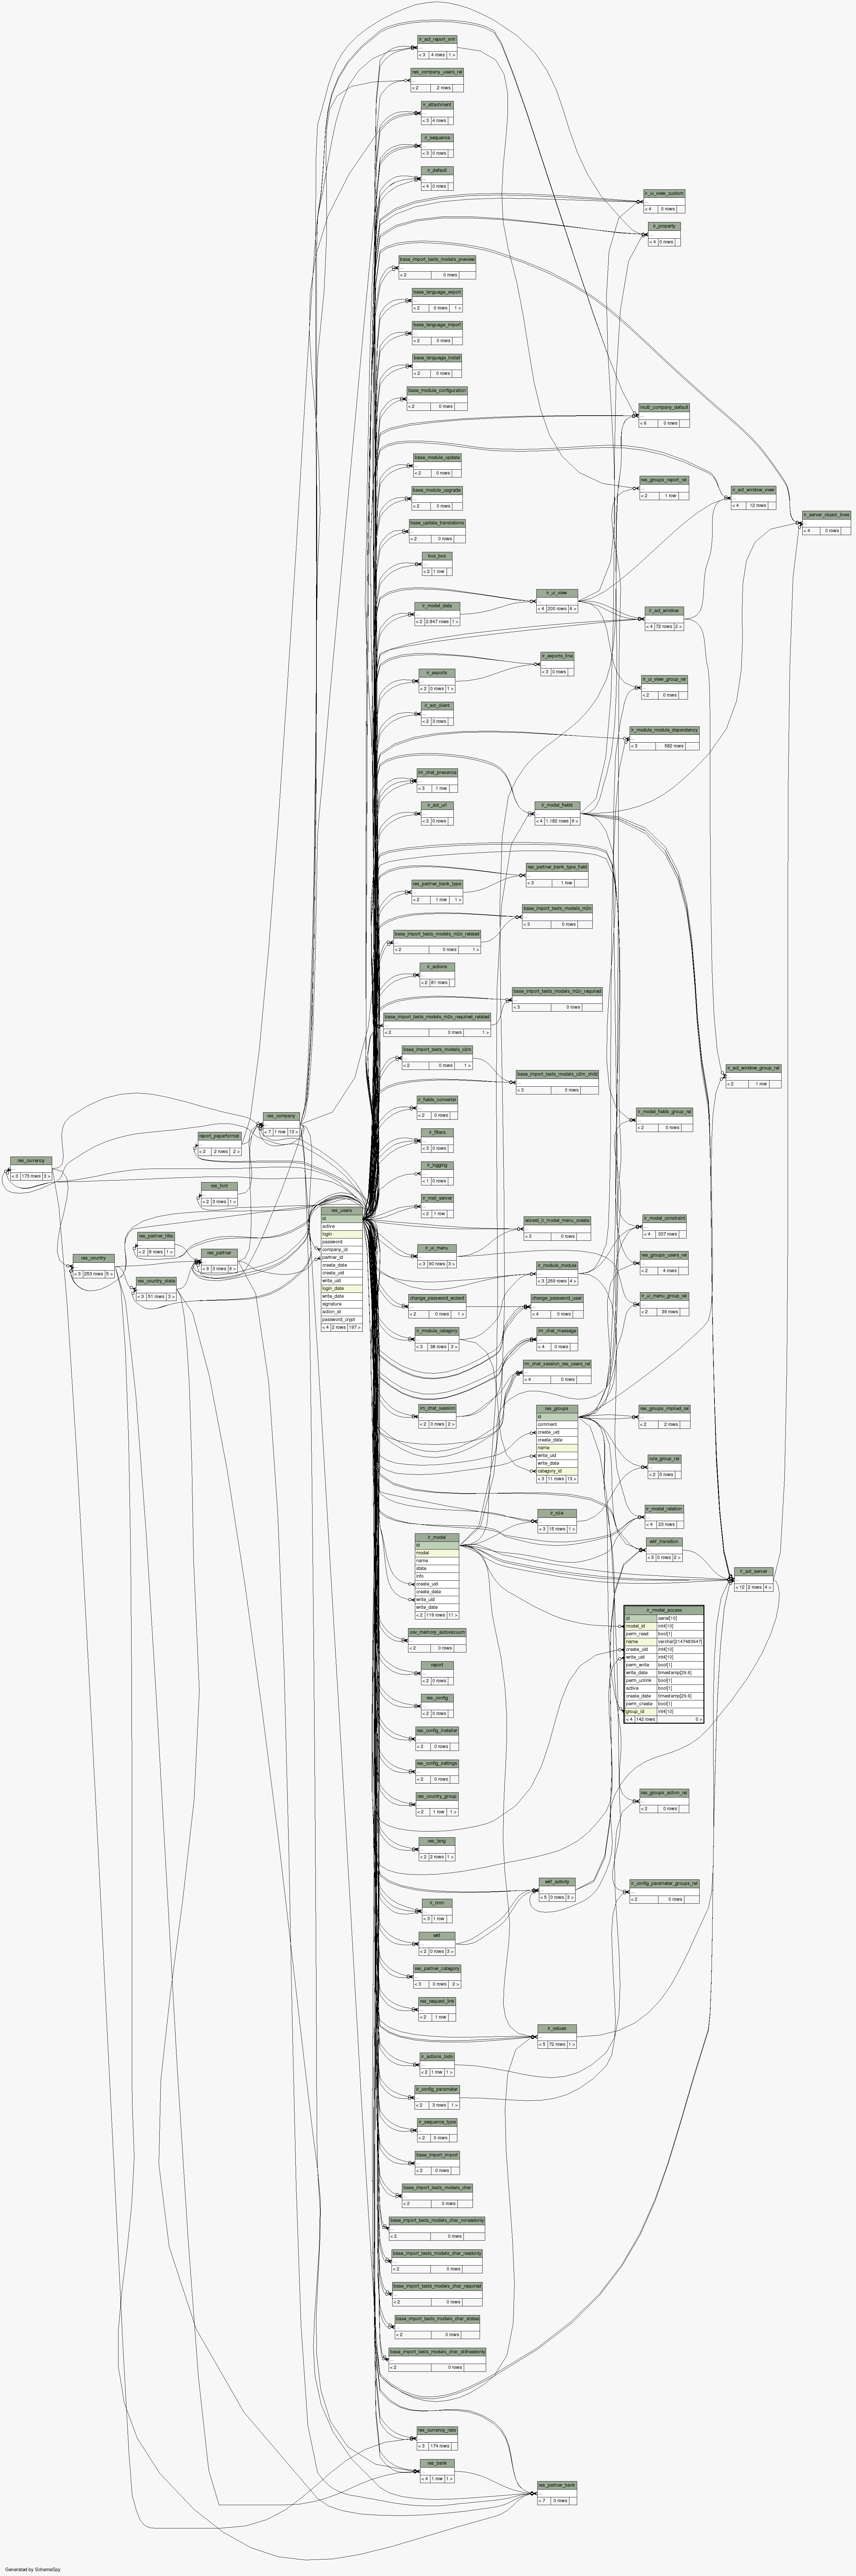 ir_act_report_xml
...
< 3 4 rows 1 >
res_company_users_rel
...
< 2 2 rows
ir_attachment
...
< 3 4 rows
ir_sequence
...
< 3 0 rows
ir_default
...
< 4 0 rows
ir_ui_view_custom
...
< 4 0 rows
ir_property
...
< 4 0 rows
base_import_tests_models_preview
...
< 2 0 rows
base_language_export
...
< 2 0 rows 1 >
base_language_import
...
< 2 0 rows
base_language_install
...
< 2 0 rows
base_module_configuration
...
< 2 0 rows
multi_company_default
...
< 6 0 rows
base_module_update
...
< 2 0 rows
res_groups_report_rel
...
< 2 1 row
base_module_upgrade
...
< 2 0 rows
ir_act_window_view
...
< 4 12 rows
ir_server_object_lines
...
< 4 0 rows
base_update_translations
...
< 2 0 rows
bus_bus
...
< 2 1 row
ir_ui_view
...
< 4 200 rows 6 >
ir_model_data
...
< 2 2.847 rows 1 >
ir_act_window
...
< 4 72 rows 2 >
ir_exports_line
...
< 3 0 rows
ir_exports
...
< 2 0 rows 1 >
ir_ui_view_group_rel
...
< 2 0 rows
ir_act_client
...
< 2 3 rows
ir_module_module_dependency
...
< 3 582 rows
im_chat_presence
...
< 3 1 row
ir_act_url
...
< 2 0 rows
ir_model_fields
...
< 4 1.182 rows 8 >
res_partner_bank_type_field
...
< 3 1 row
res_partner_bank_type
...
< 2 1 row 1 >
base_import_tests_models_m2o
...
< 3 0 rows
base_import_tests_models_m2o_related
...
< 2 0 rows 1 >
ir_actions
...
< 2 81 rows
base_import_tests_models_m2o_required
...
< 3 0 rows
base_import_tests_models_m2o_required_related
...
< 2 0 rows 1 >
base_import_tests_models_o2m
...
< 2 0 rows 1 >
base_import_tests_models_o2m_child
...
< 3 0 rows
ir_act_window_group_rel
...
< 2 1 row
ir_fields_converter
...
< 2 0 rows
ir_model_fields_group_rel
...
< 2 0 rows
res_company
...
< 7 1 row 13 >
report_paperformat
...
< 2 2 rows 2 >
ir_filters
...
< 3 0 rows
res_currency
...
< 3 173 rows 3 >
ir_logging
...
< 1 0 rows
res_font
...
< 2 3 rows 1 >
ir_mail_server
...
< 2 1 row
res_users
id
active
login
password
company_id
partner_id
create_date
create_uid
write_uid
login_date
write_date
signature
action_id
password_crypt
< 4 2 rows 197 >
wizard_ir_model_menu_create
...
< 3 0 rows
ir_model_constraint
...
< 4 337 rows
res_partner_title
...
< 2 8 rows 1 >
res_partner
...
< 9 3 rows 6 >
res_country
...
< 3 253 rows 5 >
res_country_state
...
< 3 51 rows 3 >
ir_ui_menu
...
< 3 90 rows 3 >
res_groups_users_rel
...
< 2 4 rows
ir_module_module
...
< 3 269 rows 4 >
change_password_wizard
...
< 2 0 rows 1 >
change_password_user
...
< 4 0 rows
ir_ui_menu_group_rel
...
< 2 39 rows
ir_module_category
...
< 3 38 rows 3 >
im_chat_message
...
< 4 0 rows
im_chat_session_res_users_rel
...
< 4 0 rows
im_chat_session
...
< 2 0 rows 2 >
res_groups
id
comment
create_uid
create_date
name
write_uid
write_date
category_id
< 3 11 rows 13 >
res_groups_implied_rel
...
< 2 2 rows
rule_group_rel
...
< 2 5 rows
ir_rule
...
< 3 15 rows 1 >
ir_model_relation
...
< 4 23 rows
ir_model
id
model
name
state
info
create_uid
create_date
write_uid
write_date
< 2 119 rows 11 >
wkf_transition
...
< 5 0 rows 2 >
ir_act_server
...
< 12 2 rows 4 >
ir_model_access
id serial[10]
model_id int4[10]
perm_read bool[1]
name varchar[2147483647]
create_uid int4[10]
write_uid int4[10]
perm_write bool[1]
write_date timestamp[29,6]
perm_unlink bool[1]
active bool[1]
create_date timestamp[29,6]
perm_create bool[1]
group_id int4[10]
< 4 142 rows 0 >
osv_memory_autovacuum
...
< 2 0 rows
report
...
< 2 0 rows
res_config
...
< 2 0 rows
res_config_installer
...
< 2 0 rows
res_config_settings
...
< 2 0 rows
res_country_group
...
< 2 1 row 1 >
res_groups_action_rel
...
< 2 0 rows
res_lang
...
< 2 2 rows 1 >
wkf_activity
...
< 5 0 rows 3 >
ir_config_parameter_groups_rel
...
< 2 0 rows
ir_cron
...
< 3 1 row
wkf
...
< 2 0 rows 3 >
res_partner_category
...
< 3 0 rows 2 >
res_request_link
...
< 2 1 row
ir_values
...
< 5 72 rows 1 >
ir_actions_todo
...
< 2 1 row 1 >
ir_config_parameter
...
< 2 3 rows 1 >
ir_sequence_type
...
< 2 0 rows
base_import_import
...
< 2 0 rows
base_import_tests_models_char
...
< 2 0 rows
base_import_tests_models_char_noreadonly
...
< 2 0 rows
base_import_tests_models_char_readonly
...
< 2 0 rows
base_import_tests_models_char_required
...
< 2 0 rows
base_import_tests_models_char_states
...
< 2 0 rows
base_import_tests_models_char_stillreadonly
...
< 2 0 rows
res_currency_rate
...
< 3 174 rows
res_bank
...
< 4 1 row 1 >
res_partner_bank
...
< 7 0 rows
Generated by SchemaSpy